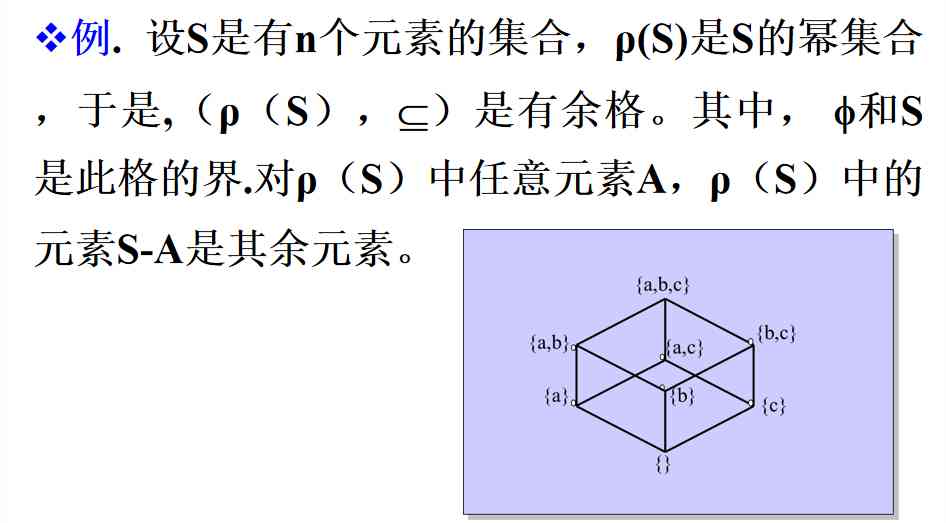 ❖例. 设S是有n个元素的集合，ρ(S)是S的幂集合
，于是,（ρ（S），⊆）是有余格。其中， ϕ和S
是此格的界.对ρ（S）中任意元素A，ρ（S）中的
元素S-A是其余元素。
{a,b,c}
{a,b}
{a,c}
{b,c}
{a}
{b}
{c}
{}